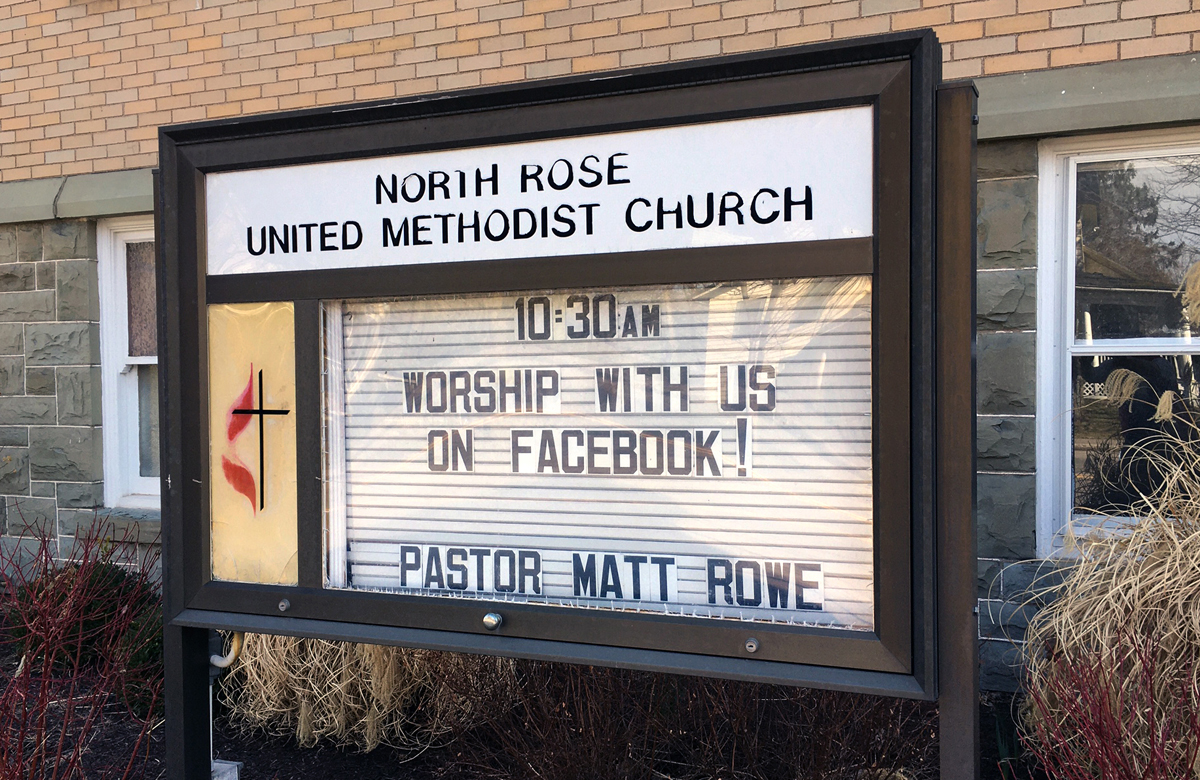 NORTH ROSE
UNITED METHODIST CHURCH
10:30 AM
WORSHIP WITH US
ON FACEBOOK!
PASTOR MATT ROWE